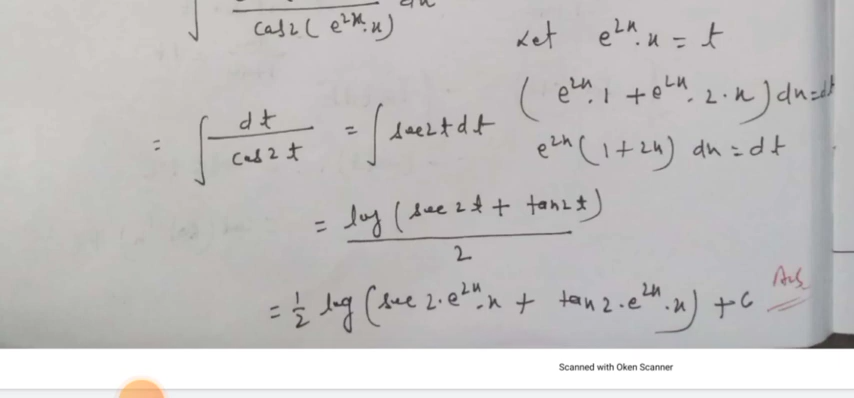 ∫ / cos2(e^{2x}.x)
Let e^{2x}.x = t
(e^{2x}.1 + e^{2x}.2.x)dx=dt
= ∫ dt/cos2t = ∫ sec2t dt
e^{2x}(1+2x) dx = dt
= log(sec2t + tan2t)/2
= 1/2 log(sec2.e^{2x}.x + tan2.e^{2x}.x) + c Ans
Scanned with Oken Scanner